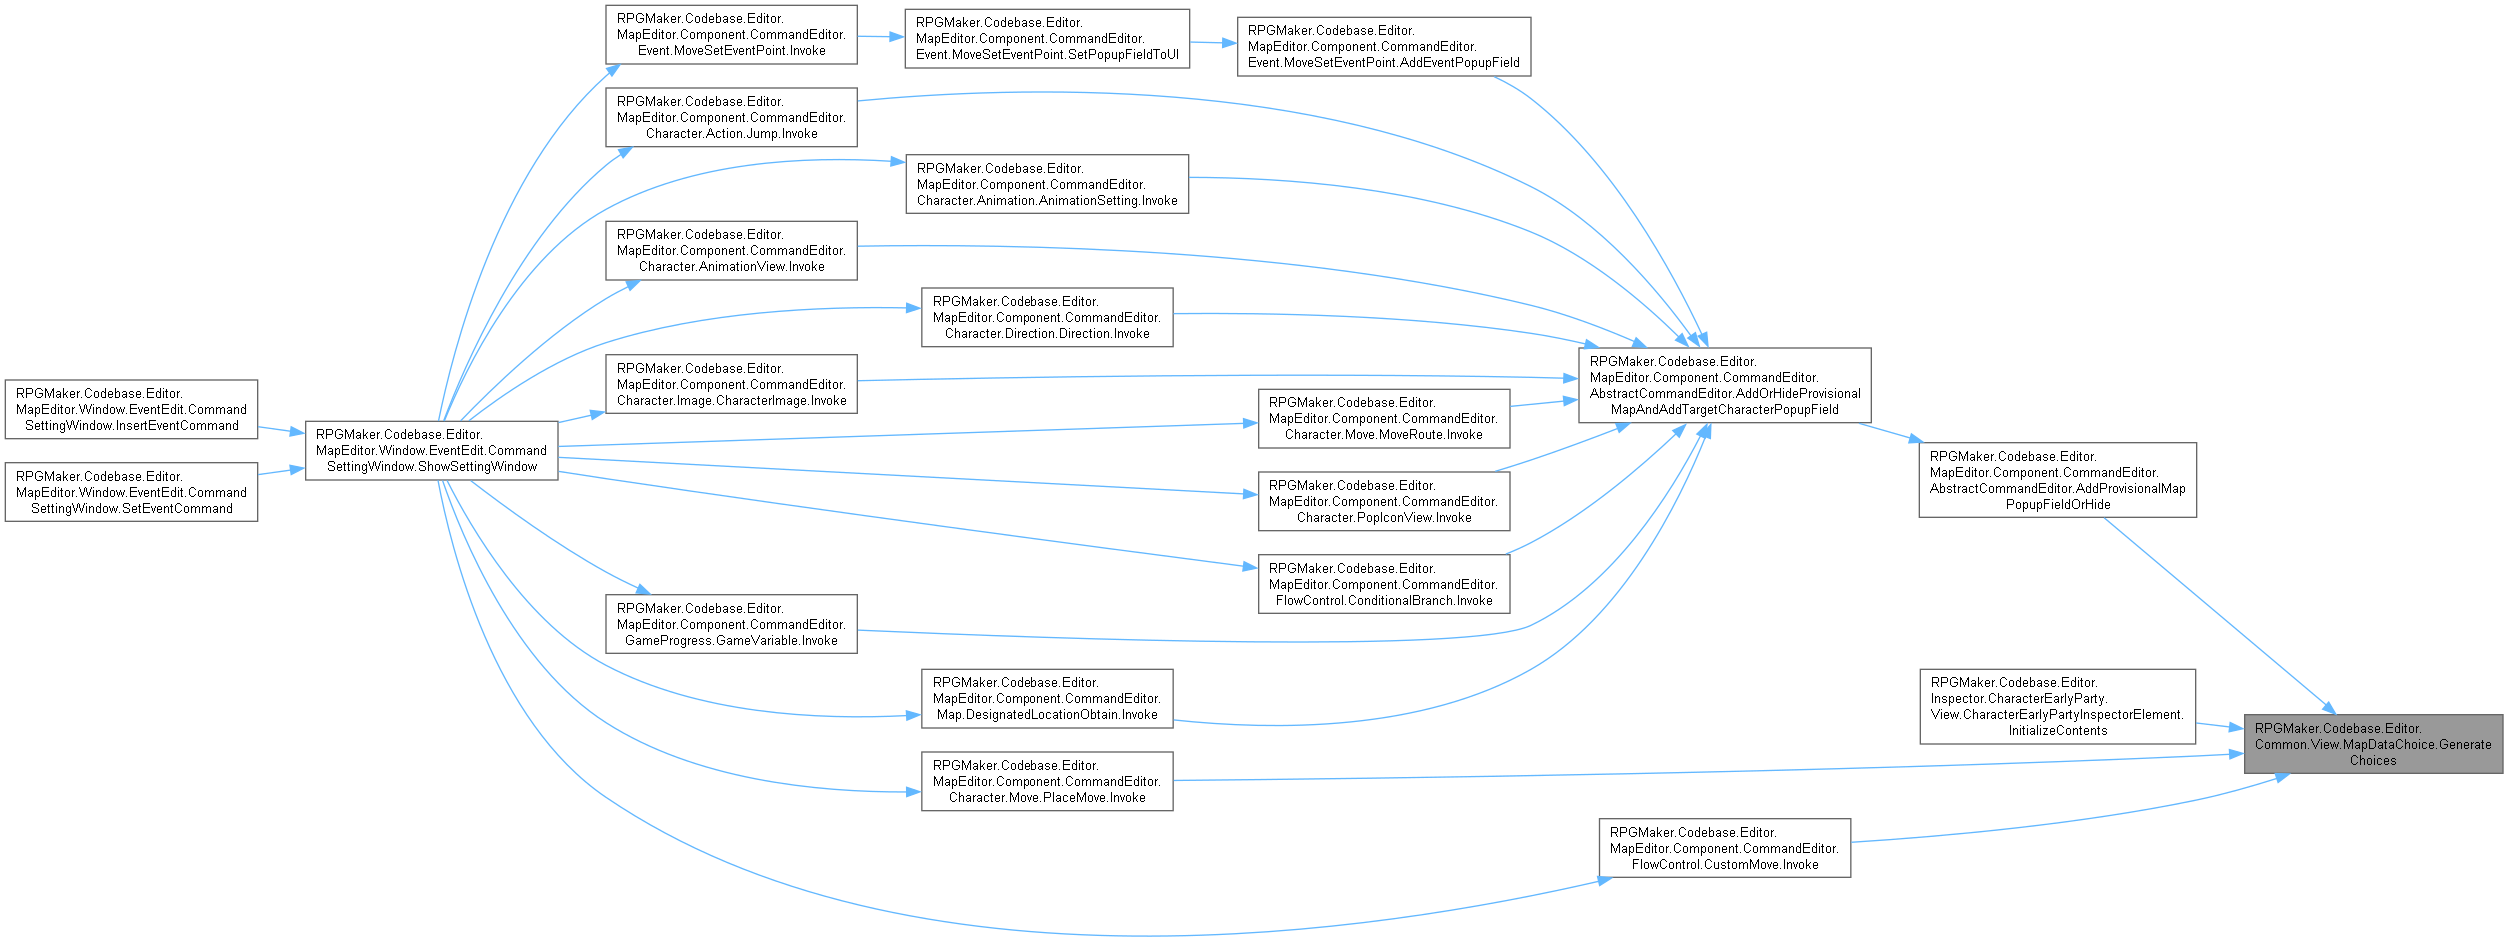 RPGMaker.Codebase.Editor.
MapEditor.Component.CommandEditor.
Event.MoveSetEventPoint.Invoke
RPGMaker.Codebase.Editor.
MapEditor.Component.CommandEditor.
Event.MoveSetEventPoint.SetPopupFieldToUI
RPGMaker.Codebase.Editor.
MapEditor.Component.CommandEditor.
Event.MoveSetEventPoint.AddEventPopupField
RPGMaker.Codebase.Editor.
MapEditor.Component.CommandEditor.
Character.Action.Jump.Invoke
RPGMaker.Codebase.Editor.
MapEditor.Component.CommandEditor.
Character.Animation.AnimationSetting.Invoke
RPGMaker.Codebase.Editor.
MapEditor.Component.CommandEditor.
Character.AnimationView.Invoke
RPGMaker.Codebase.Editor.
MapEditor.Component.CommandEditor.
Character.Direction.Direction.Invoke
RPGMaker.Codebase.Editor.
MapEditor.Component.CommandEditor.
Character.Image.CharacterImage.Invoke
RPGMaker.Codebase.Editor.
MapEditor.Component.CommandEditor.
AbstractCommandEditor.AddOrHideProvisional
MapAndAddTargetCharacterPopupField
RPGMaker.Codebase.Editor.
MapEditor.Window.EventEdit.Command
SettingWindow.InsertEventCommand
RPGMaker.Codebase.Editor.
MapEditor.Component.CommandEditor.
Character.Move.MoveRoute.Invoke
RPGMaker.Codebase.Editor.
MapEditor.Window.EventEdit.Command
SettingWindow.ShowSettingWindow
RPGMaker.Codebase.Editor.
MapEditor.Component.CommandEditor.
AbstractCommandEditor.AddProvisionalMap
PopupFieldOrHide
RPGMaker.Codebase.Editor.
MapEditor.Window.EventEdit.Command
SettingWindow.SetEventCommand
RPGMaker.Codebase.Editor.
MapEditor.Component.CommandEditor.
Character.PopIconView.Invoke
RPGMaker.Codebase.Editor.
MapEditor.Component.CommandEditor.
FlowControl.ConditionalBranch.Invoke
RPGMaker.Codebase.Editor.
MapEditor.Component.CommandEditor.
GameProgress.GameVariable.Invoke
RPGMaker.Codebase.Editor.
MapEditor.Component.CommandEditor.
Map.DesignatedLocationObtain.Invoke
RPGMaker.Codebase.Editor.
Inspector.CharacterEarlyParty.
View.CharacterEarlyPartyInspectorElement.
InitializeContents
RPGMaker.Codebase.Editor.
Common.View.MapDataChoice.Generate
Choices
RPGMaker.Codebase.Editor.
MapEditor.Component.CommandEditor.
Character.Move.PlaceMove.Invoke
RPGMaker.Codebase.Editor.
MapEditor.Component.CommandEditor.
FlowControl.CustomMove.Invoke